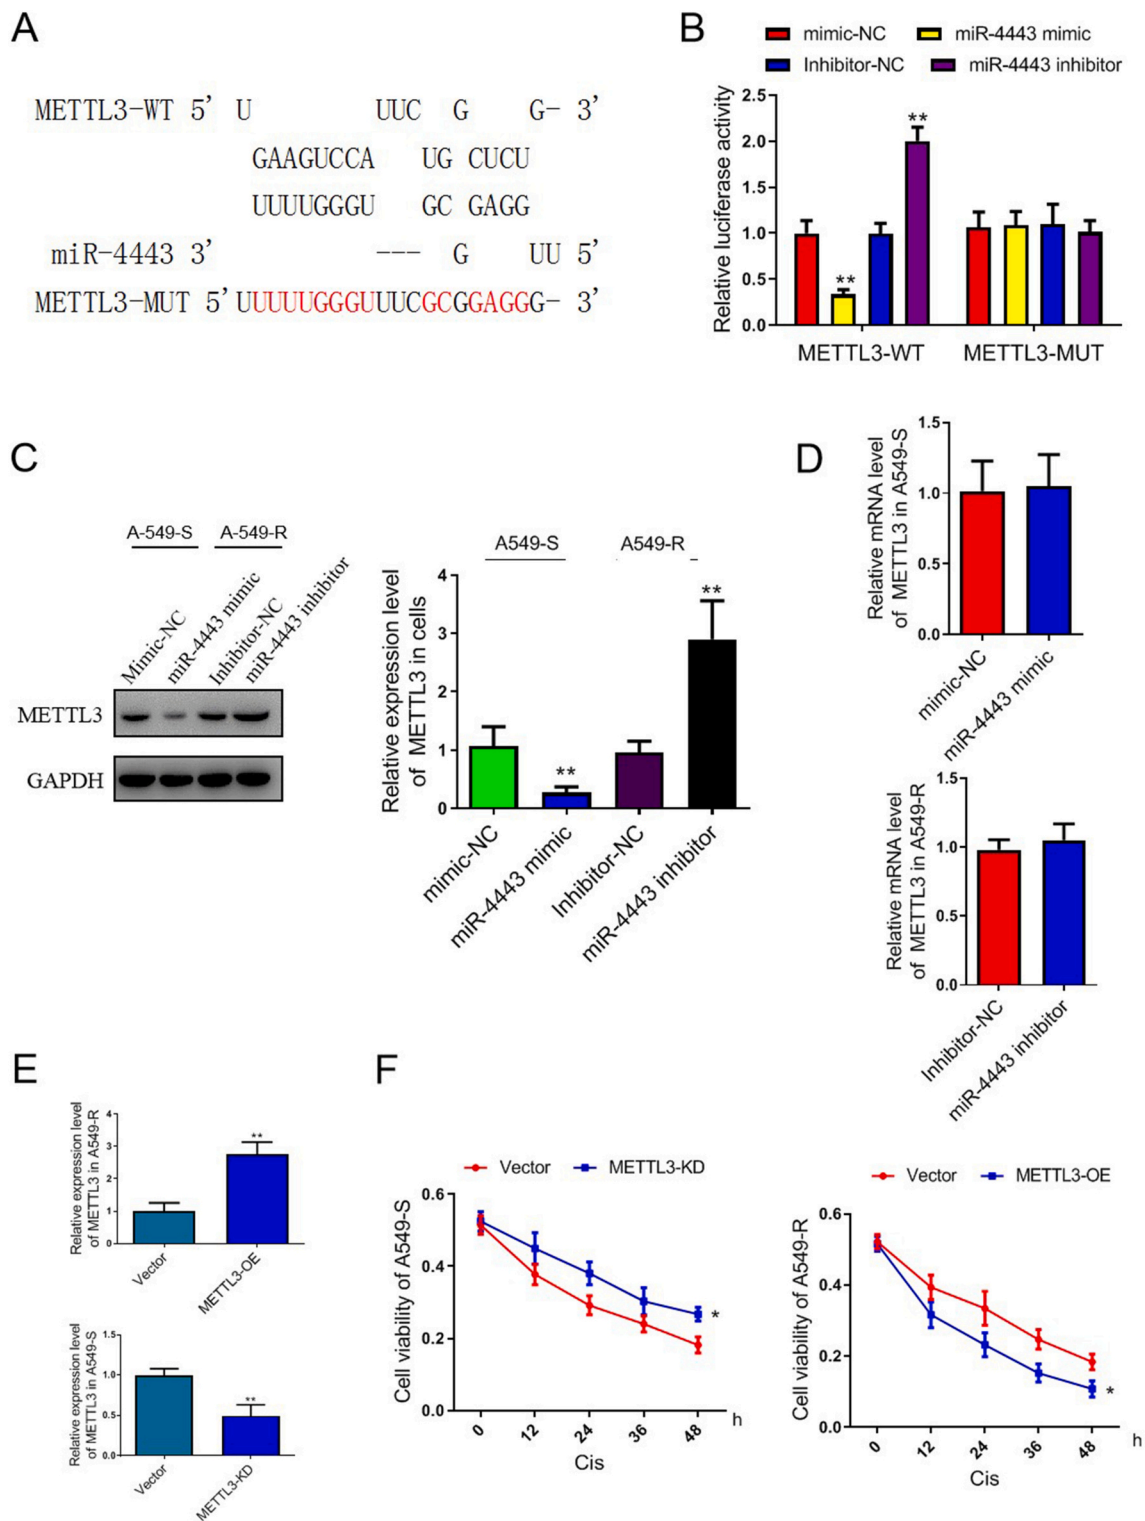 A
METTL3-WT 5' U UUC G G- 3'
GAAGUCCA UG CUCU
UUUUGGGU GC GAGG
miR-4443 3' --- G UU 5'
METTL3-MUT 5'UUUUUGGGUUUCGCGGAGGG- 3'
B
mimic-NC
miR-4443 mimic
Inhibitor-NC
miR-4443 inhibitor
Relative luciferase activity
2.5
2.0
1.5
1.0
0.5
0.0
**
**
METTL3-WT
METTL3-MUT
C
A-549-S
A-549-R
Mimic-NC
miR-4443 mimic
Inhibitor-NC
miR-4443 inhibitor
METTL3
GAPDH
A549-S
A549-R
Relative expression level
of METTL3 in cells
4
3
2
1
0
**
**
mimic-NC
miR-4443 mimic
Inhibitor-NC
miR-4443 inhibitor
D
Relative mRNA level
of METTL3 in A549-S
1.5
1.0
0.5
0.0
mimic-NC
miR-4443 mimic
Relative mRNA level
of METTL3 in A549-R
1.5
1.0
0.5
0.0
Inhibitor-NC
miR-4443 inhibitor
E
Relative expression level
of METTL3 in A549-R
4
3
2
1
0
**
Vector
METTL3-OE
Relative expression level
of METTL3 in A549-S
1.5
1.0
0.5
0.0
**
Vector
METTL3-KD
F
Vector
METTL3-KD
Cell viability of A549-S
0.6
0.4
0.2
0.0
*
0
12
24
36
48
h
Cis
Vector
METTL3-OE
Cell viability of A549-R
0.6
0.4
0.2
0.0
*
0
12
24
36
48
h
Cis